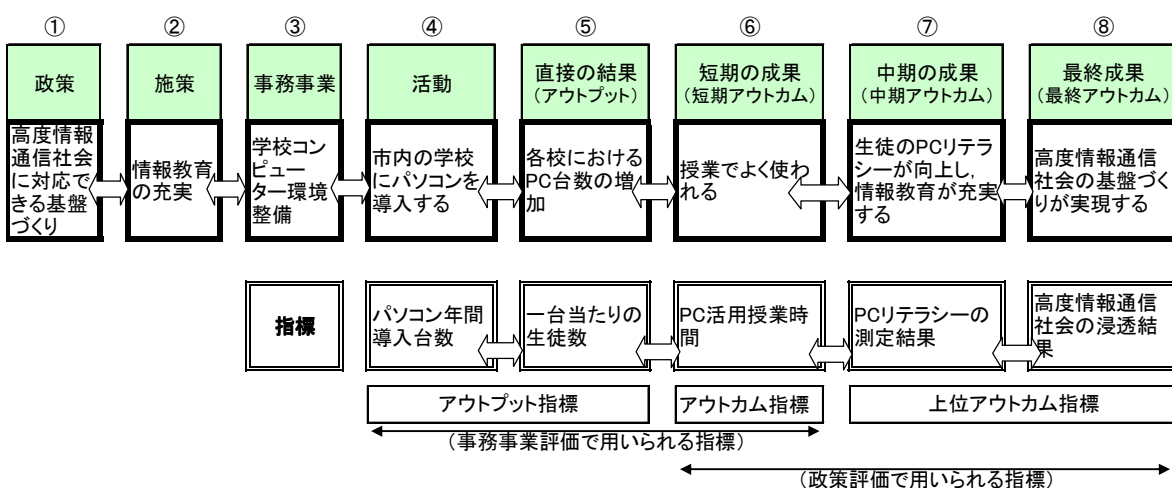 ① ② ③ ④ ⑤ ⑥ ⑦ ⑧
政策
施策
事務事業
活動
直接の結果
（アウトプット）
短期の成果
（短期アウトカム）
中期の成果
（中期アウトカム）
最終成果
（最終アウトカム）
高度情報
通信社会
に対応で
きる基盤
づくり
情報教育
の充実
学校コン
ピュー
ター環境
整備
市内の学校
にパソコンを
導入する
各校における
PC台数の増
加
授業でよく使わ
れる
生徒のPCリテラ
シーが向上し，
情報教育が充実
する
高度情報通信
社会の基盤づく
りが実現する
指標
パソコン年間
導入台数
一台当たりの
生徒数
PC活用授業時
間
PCリテラシーの
測定結果
高度情報通信
社会の浸透結
果
アウトプット指標
アウトカム指標
上位アウトカム指標
（事務事業評価で用いられる指標）
（政策評価で用いられる指標）